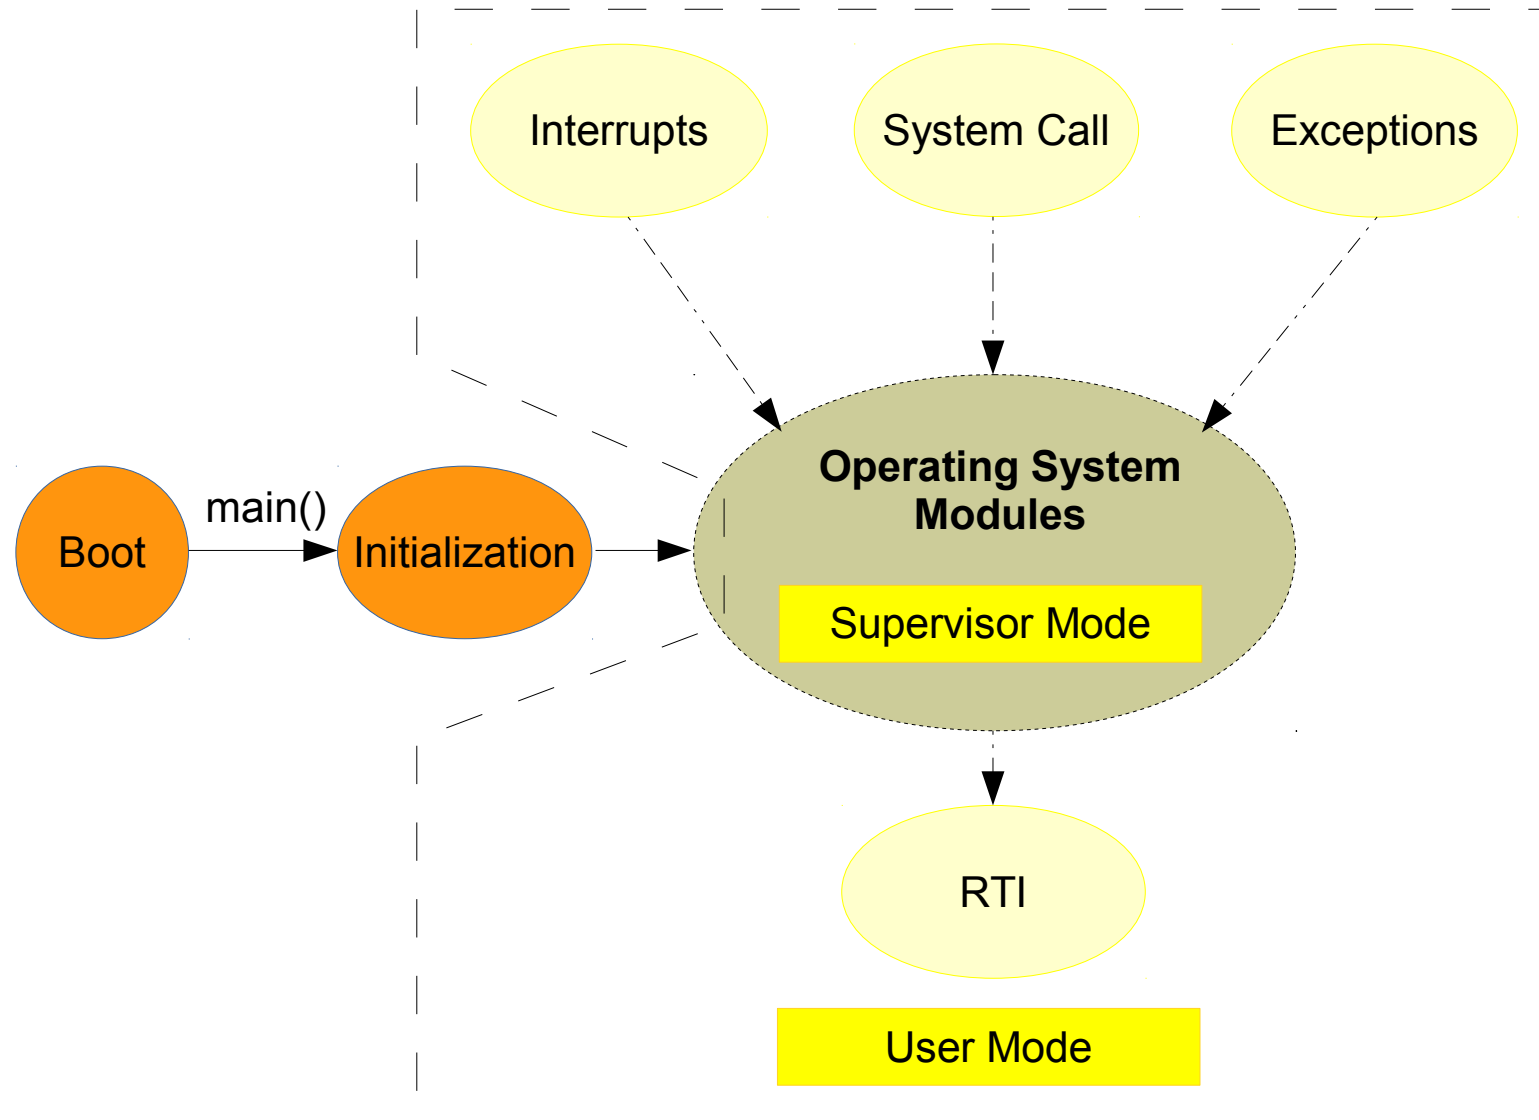 Interrupts
System Call
Exceptions
Operating System
Modules
main()
Boot
Initialization
Supervisor Mode
RTI
User Mode